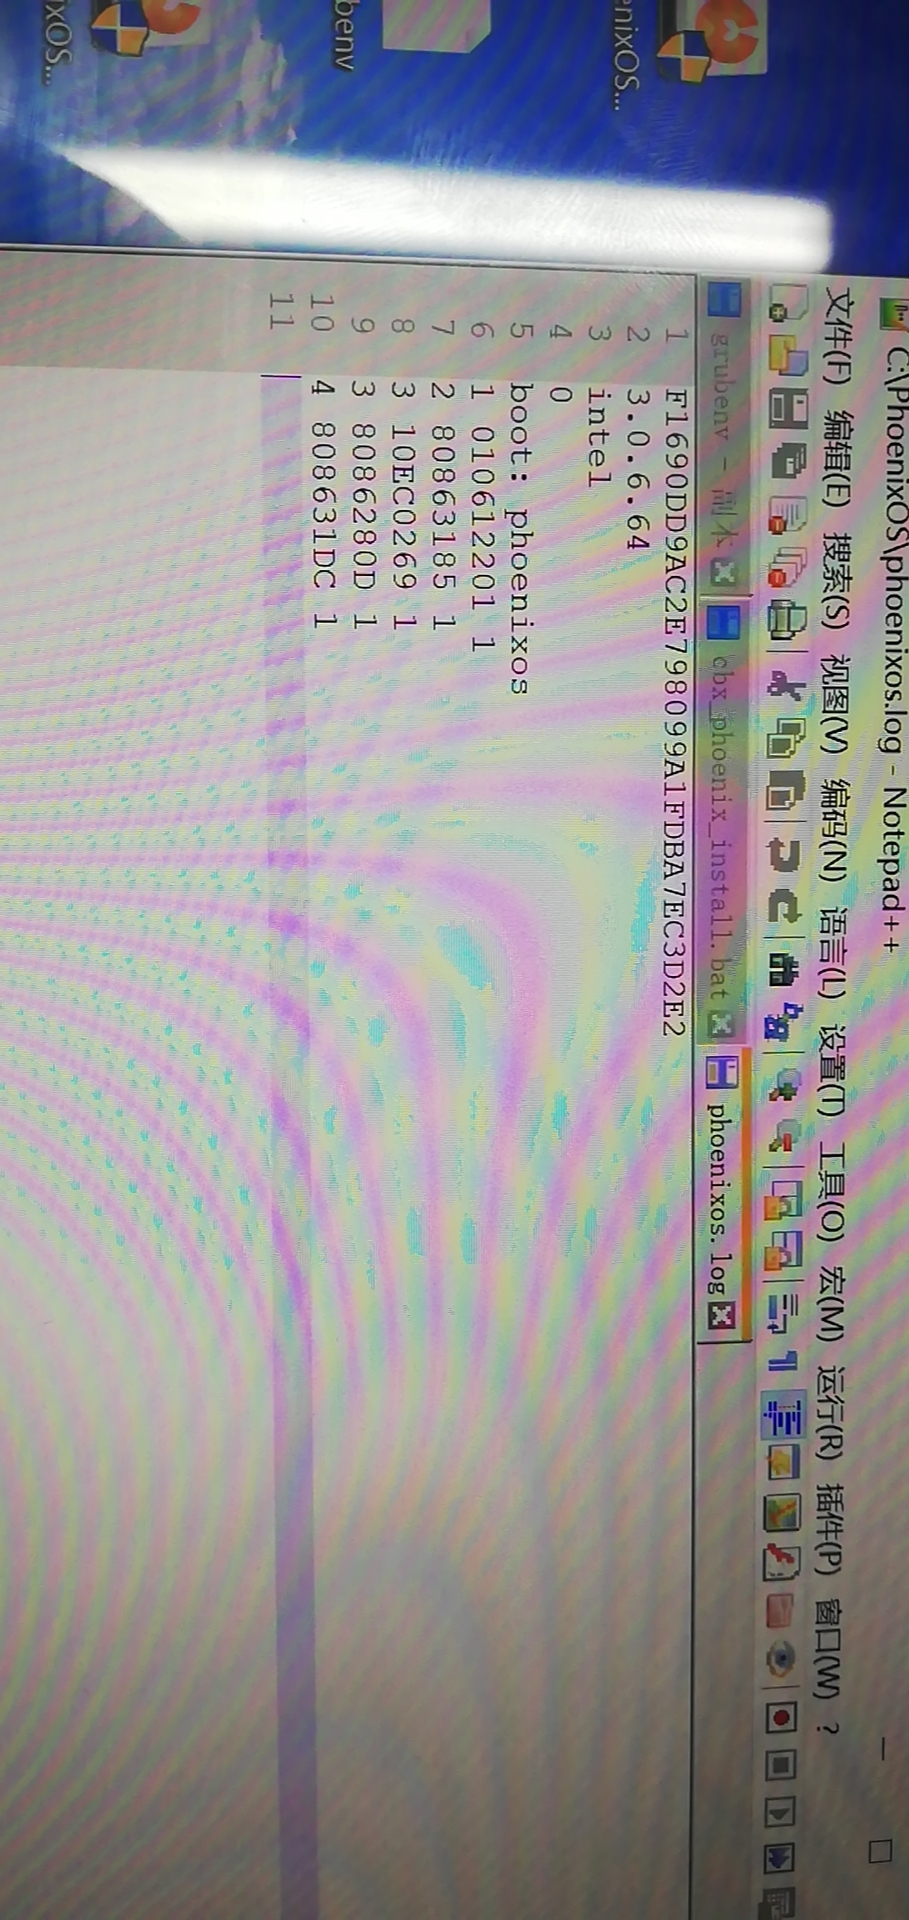 C:\PhoenixOS\phoenixos.log - Notepad++
文件(F) 编辑(E) 搜索(S) 视图(V) 编码(N) 语言(L) 设置(T) 工具(O) 宏(M) 运行(R) 插件(P) 窗口(W) ?
grubenv - 副本 cbx_phoenix_install.bat phoenixos.log
1 F1690DD9AC2E798099A1FDBA7EC3D2E2
2 3.0.6.64
3 intel
4 0
5 boot: phoenixos
6 1 010612201 1
7 2 80863185 1
8 3 10EC0269 1
9 3 8086280D 1
10 4 808631DC 1
11
enixOS...
benv
ixOS...